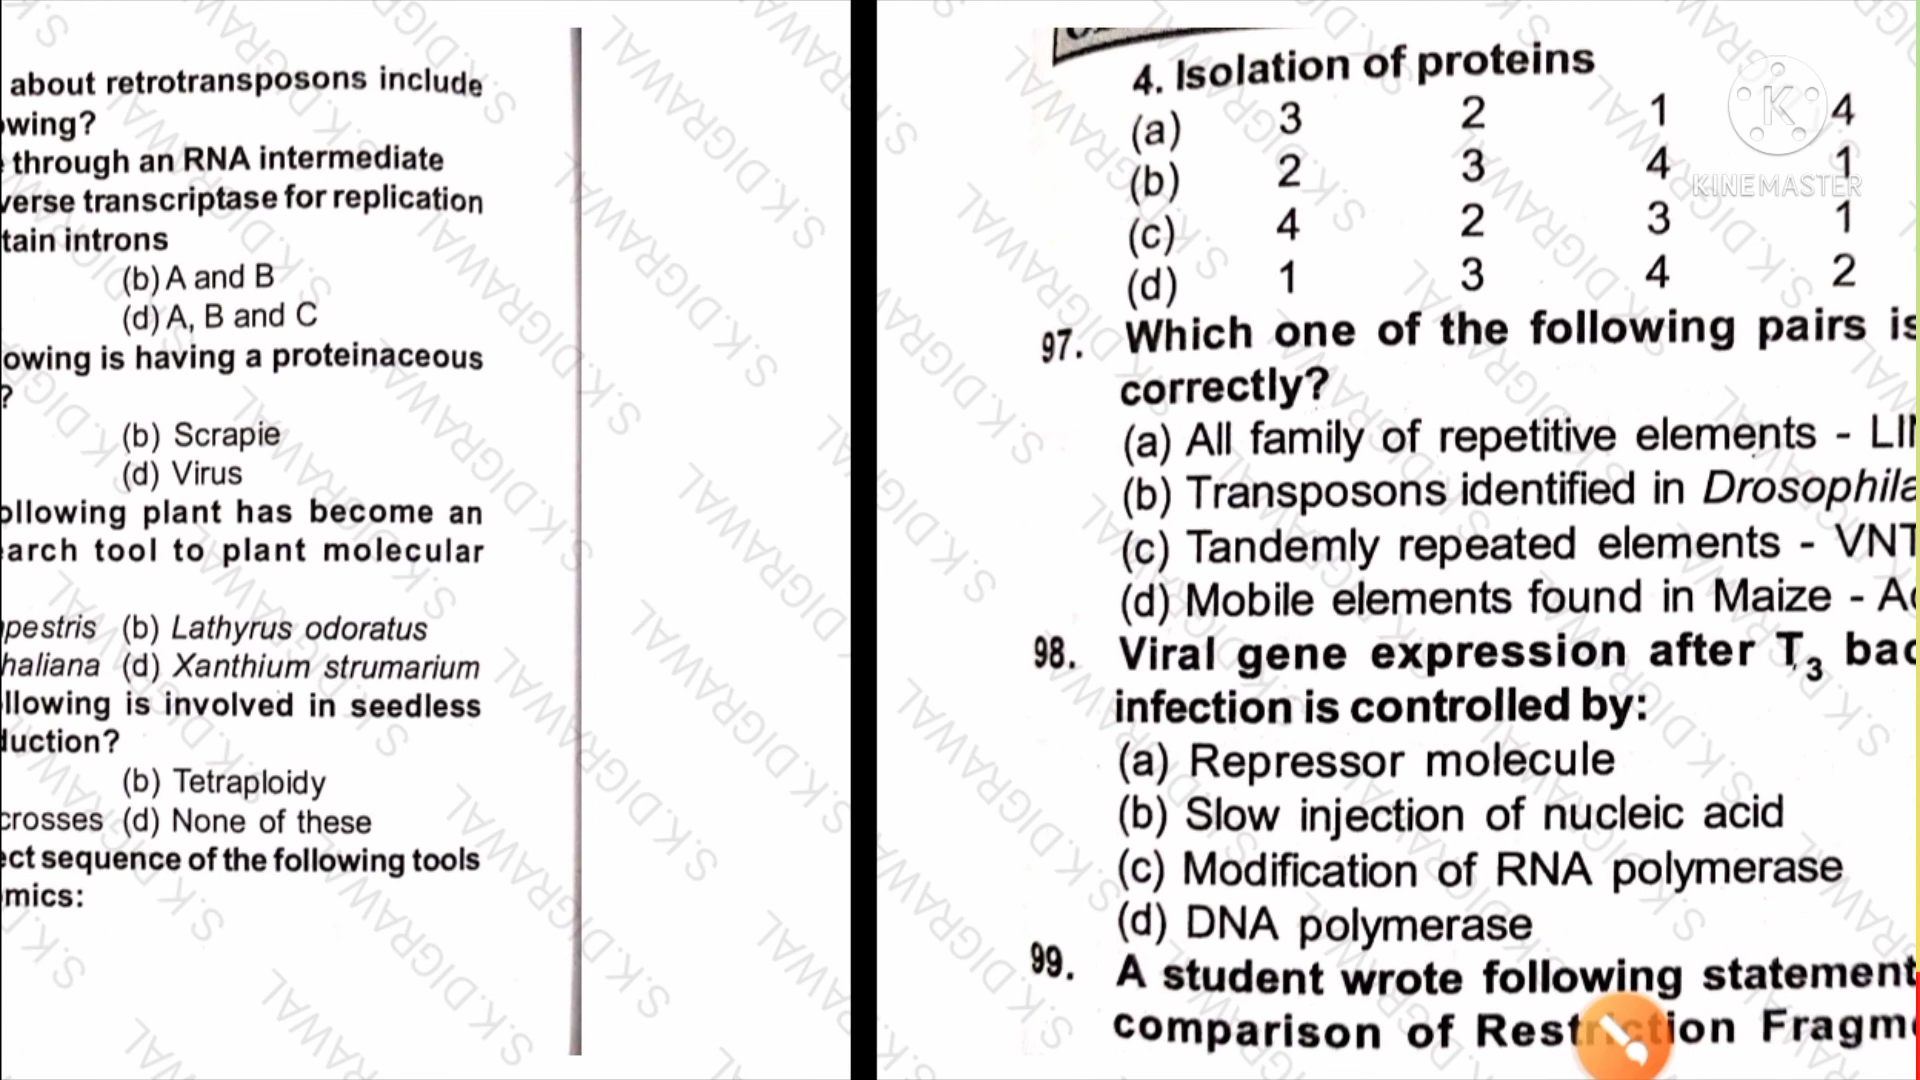 about retrotransposons include
wing?
through an RNA intermediate
verse transcriptase for replication
tain introns
(b) A and B
(d) A, B and C
owing is having a proteinaceous
?
(b) Scrapie
(d) Virus
ollowing plant has become an
arch tool to plant molecular
pestris (b) Lathyrus odoratus
haliana (d) Xanthium strumarium
llowing is involved in seedless
duction?
(b) Tetraploidy
crosses (d) None of these
ect sequence of the following tools
mics:
4. Isolation of proteins
(a) 3 2 1 4
(b) 2 3 4 1
(c) 4 2 3 1
(d) 1 3 4 2
97. Which one of the following pairs is
correctly?
(a) All family of repetitive elements - LI
(b) Transposons identified in Drosophila
(c) Tandemly repeated elements - VNT
(d) Mobile elements found in Maize - A
98. Viral gene expression after T3 bac
infection is controlled by:
(a) Repressor molecule
(b) Slow injection of nucleic acid
(c) Modification of RNA polymerase
(d) DNA polymerase
99. A student wrote following statement
comparison of Restriction Fragm
K
KINEMASTER
S.K.DIGRAWAL